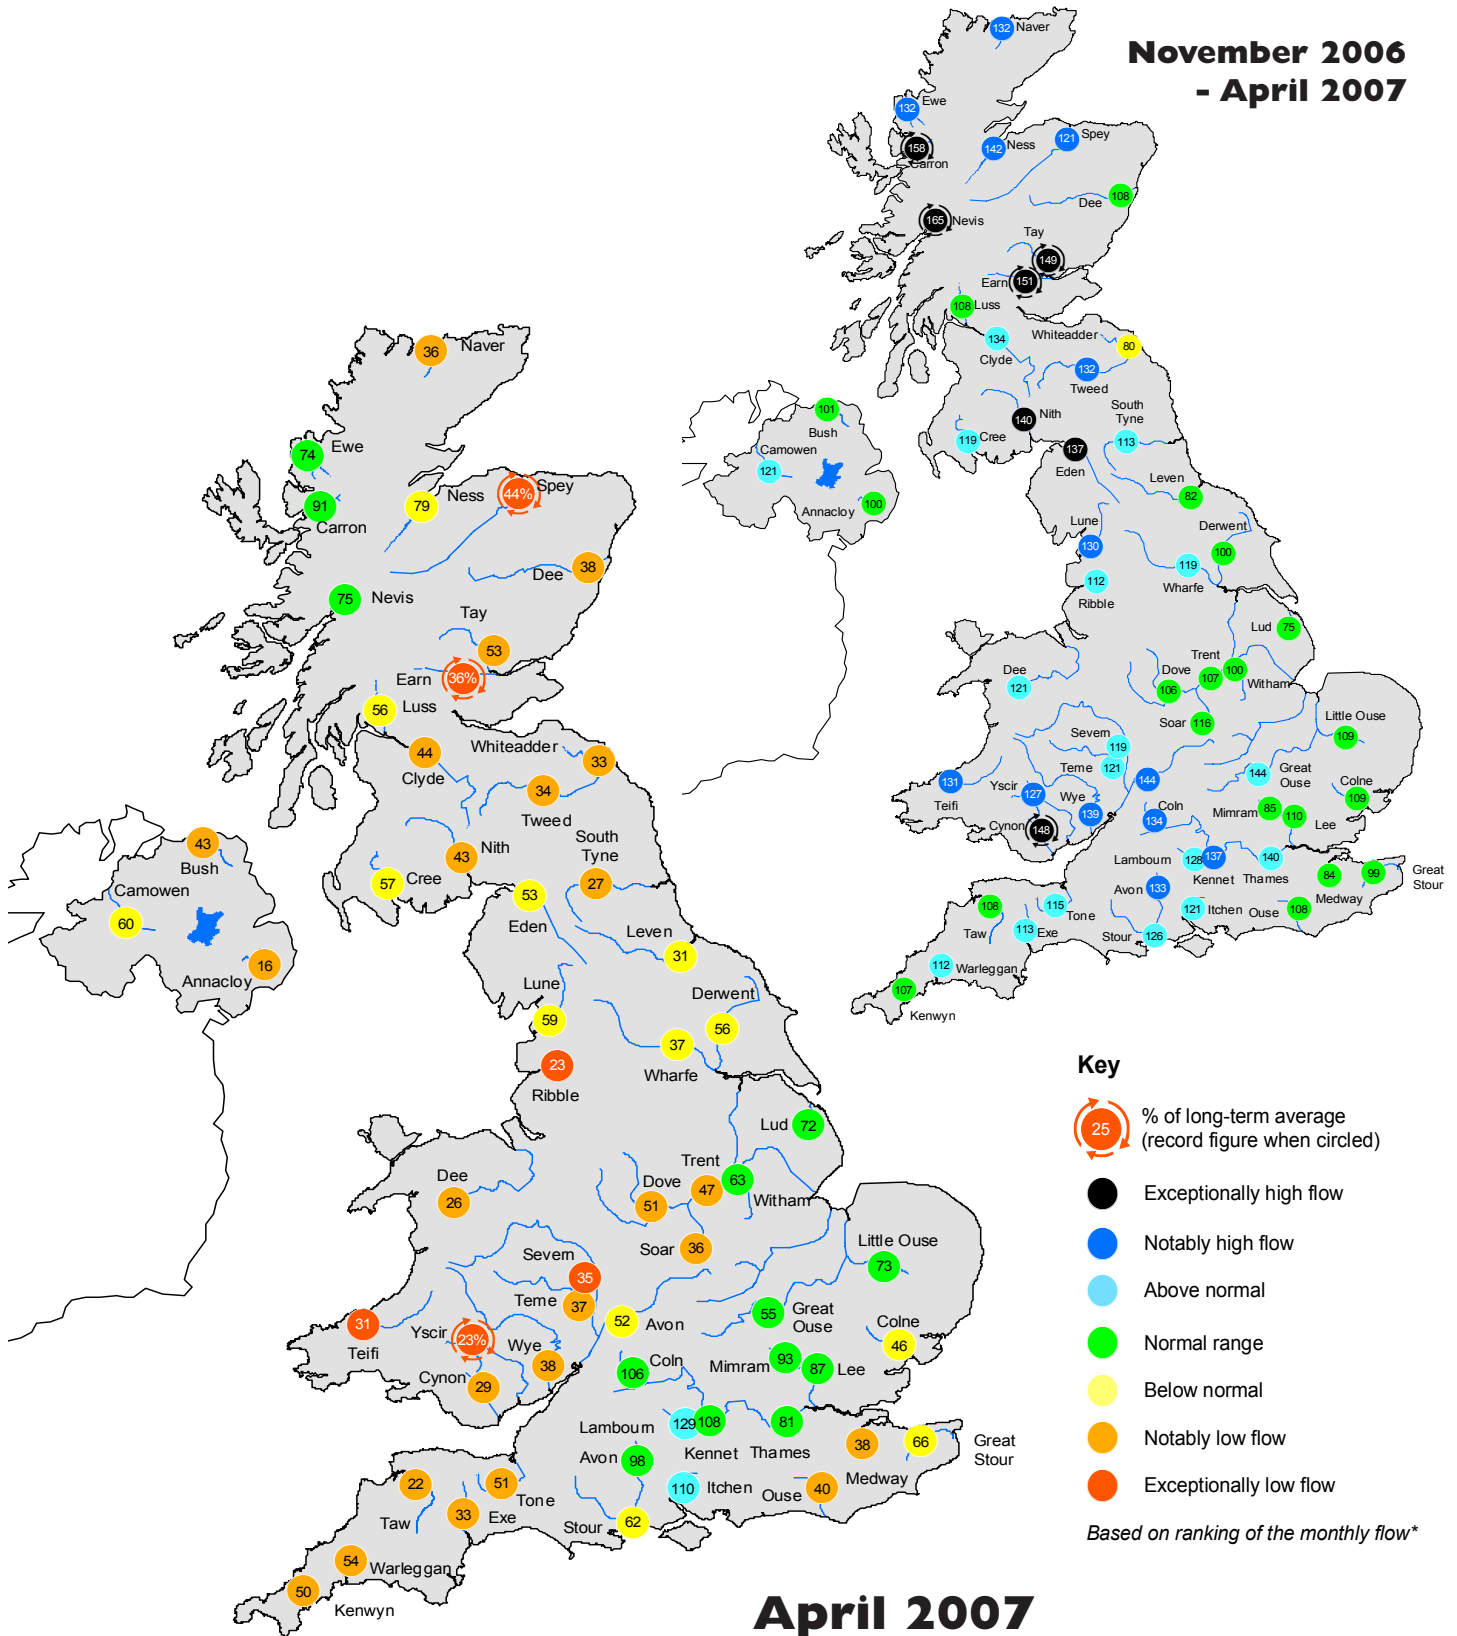 November 2006
- April 2007
132 Naver
132 Ewe
158
Carron
142 Ness
121 Spey
108
Dee
165 Nevis
Tay
149
Earn 151
108 Luss
134
Clyde
Whiteadder
80
132
Tweed
140 Nith
119 Cree
South
Tyne
113
137
Eden
101
Bush
Camowen
121
Annacloy 100
Leven
82
Lune
130
Derwent
100
119
Wharfe
112
Ribble
Lud 75
Trent
100
Witham
Dove 107
106
Dee
121
Soar 116
Little Ouse
109
Severn
119
Teme 121
144
Great
Ouse
144
Colne
109
131
Teifi
Yscir
127
Wye
139
Coln
134
Mimram 85
110
Lee
Cynon 148
Lambourn
128 137
Kennet
140
Thames
84
Medway
99
Great
Stour
Avon 133
121 Itchen
Ouse 108
108
Taw
115
Tone
113 Exe
Stour 126
112
Warleggan
107
Kenwyn
36 Naver
Ewe
74
91
Carron
Ness
79
44% Spey
Dee 38
75 Nevis
Tay
53
Earn 36%
56 Luss
44
Clyde
Whiteadder
33
34
Tweed
43 Nith
57 Cree
South
Tyne
27
53
Eden
43
Bush
Camowen
60
16
Annacloy
Leven
31
Lune
59
Derwent
56
37
Wharfe
23
Ribble
Lud 72
Trent
63
Witham
Dove 47
51
Dee
26
Soar 36
Little Ouse
73
Severn
35
Teme 37
52 Avon
55 Great
Ouse
Colne
46
31
Teifi
Yscir 23%
Wye
38
Cynon 29
Coln
106
Mimram 93
87 Lee
Lambourn
129 108
Kennet
81
Thames
38
Medway
66
Great
Stour
Avon 98
110 Itchen
Ouse 40
22
Taw
51
Tone
33 Exe
Stour 62
54
Warleggan
50
Kenwyn
Key
25
% of long-term average
(record figure when circled)
Exceptionally high flow
Notably high flow
Above normal
Normal range
Below normal
Notably low flow
Exceptionally low flow
Based on ranking of the monthly flow*
April 2007